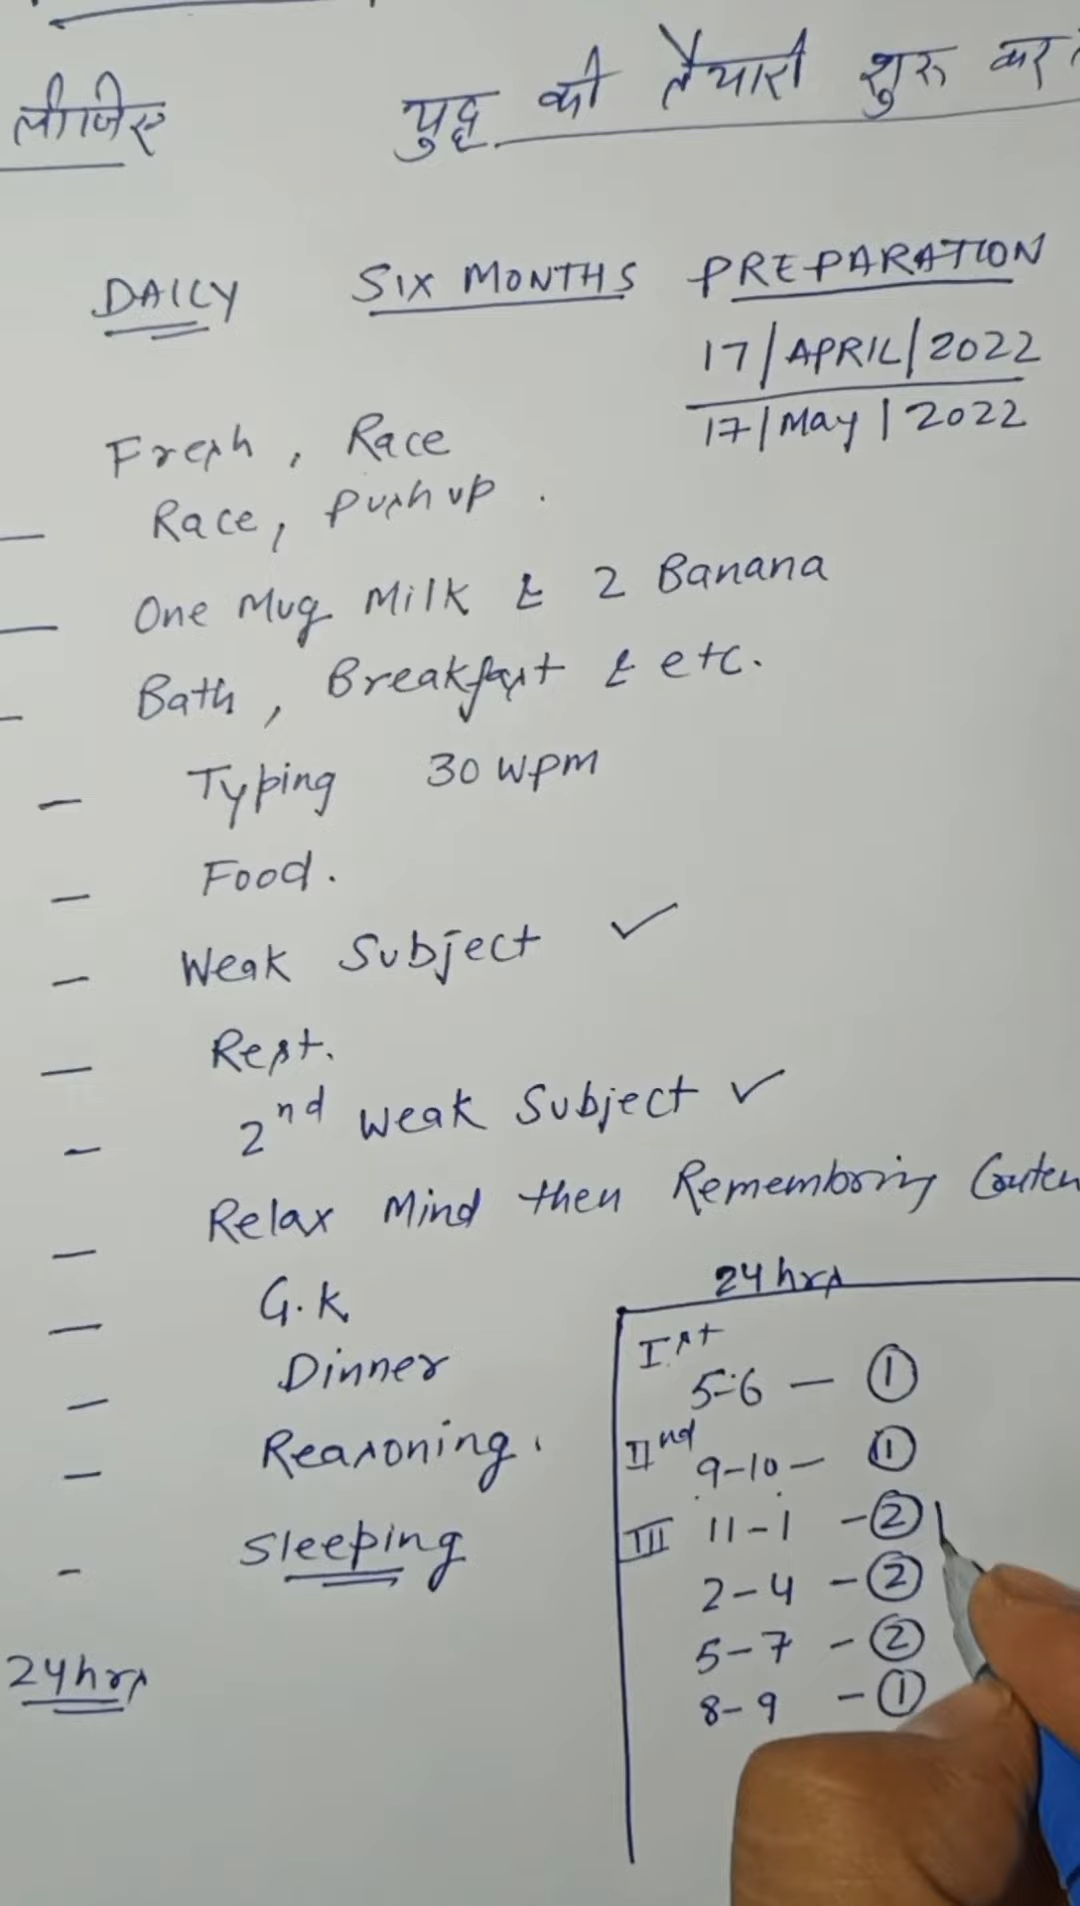 लीजिए युद्ध की तैयारी शुरू कर
DAILY SIX MONTHS PREPARATION
17/APRIL/2022
17/May/2022
Fresh, Race
Race, Pushup.
One Mug Milk & 2 Banana
Bath, Breakfast & etc.
Typing 30 WPM
Food.
Weak Subject ✓
Rest.
2nd Weak Subject ✓
Relax Mind then Remembring
G.K
Dinner
Reasoning.
Sleeping
24hrs
24 hrs
Ist
5-6 — 1
IInd 9-10 — 1
III 11-1 - 2
2-4 - 2
5-7 - 2
8-9 - 1